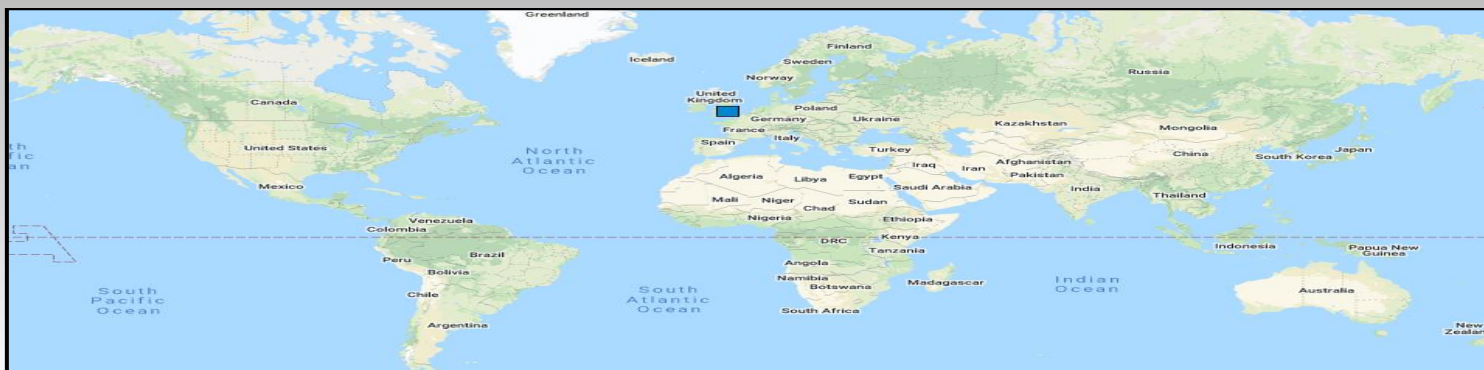 Greenland
Iceland
Finland
Sweden
Norway
Russia
United
Kingdom
Canada
Poland
Germany
Ukraine
Kazakhstan
Mongolia
France
Italy
Spain
United States
North
Atlantic
Ocean
Turkey
Japan
South Korea
China
Iraq
Iran
Afghanistan
Pakistan
Mexico
Algeria
Libya
Egypt
Saudi Arabia
India
Thailand
Mali
Niger
Chad
Sudan
Venezuela
Colombia
Nigeria
Ethiopia
DRC
Kenya
Tanzania
Indonesia
Papua New
Guinea
Peru
Brazil
Bolivia
Angola
Namibia
Botswana
Madagascar
Indian
Ocean
South
Pacific
Ocean
Chile
South
Atlantic
Ocean
South Africa
Australia
Argentina
New